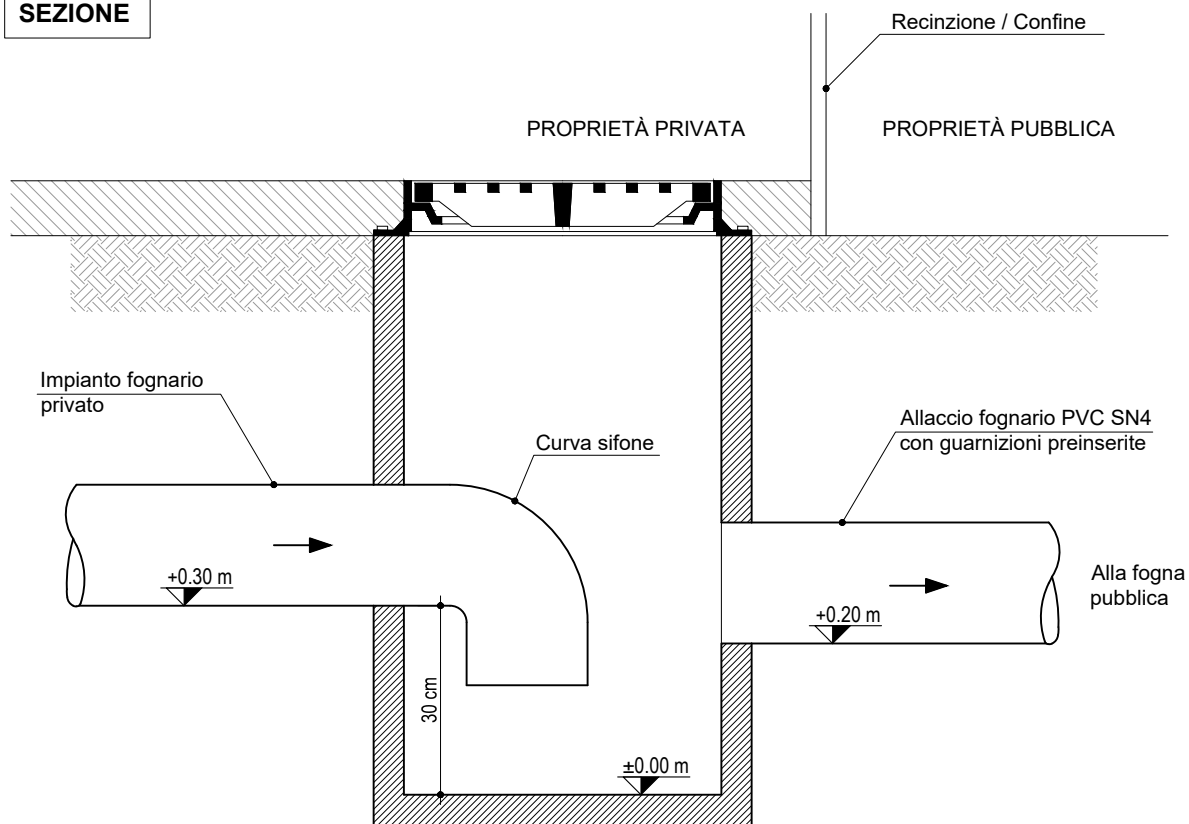 SEZIONE
Recinzione / Confine
PROPRIETÀ PRIVATA
PROPRIETÀ PUBBLICA
Impianto fognario
privato
Curva sifone
Allaccio fognario PVC SN4
con guarnizioni preinserite
+0.30 m
Alla fogna
pubblica
+0.20 m
30 cm
±0.00 m